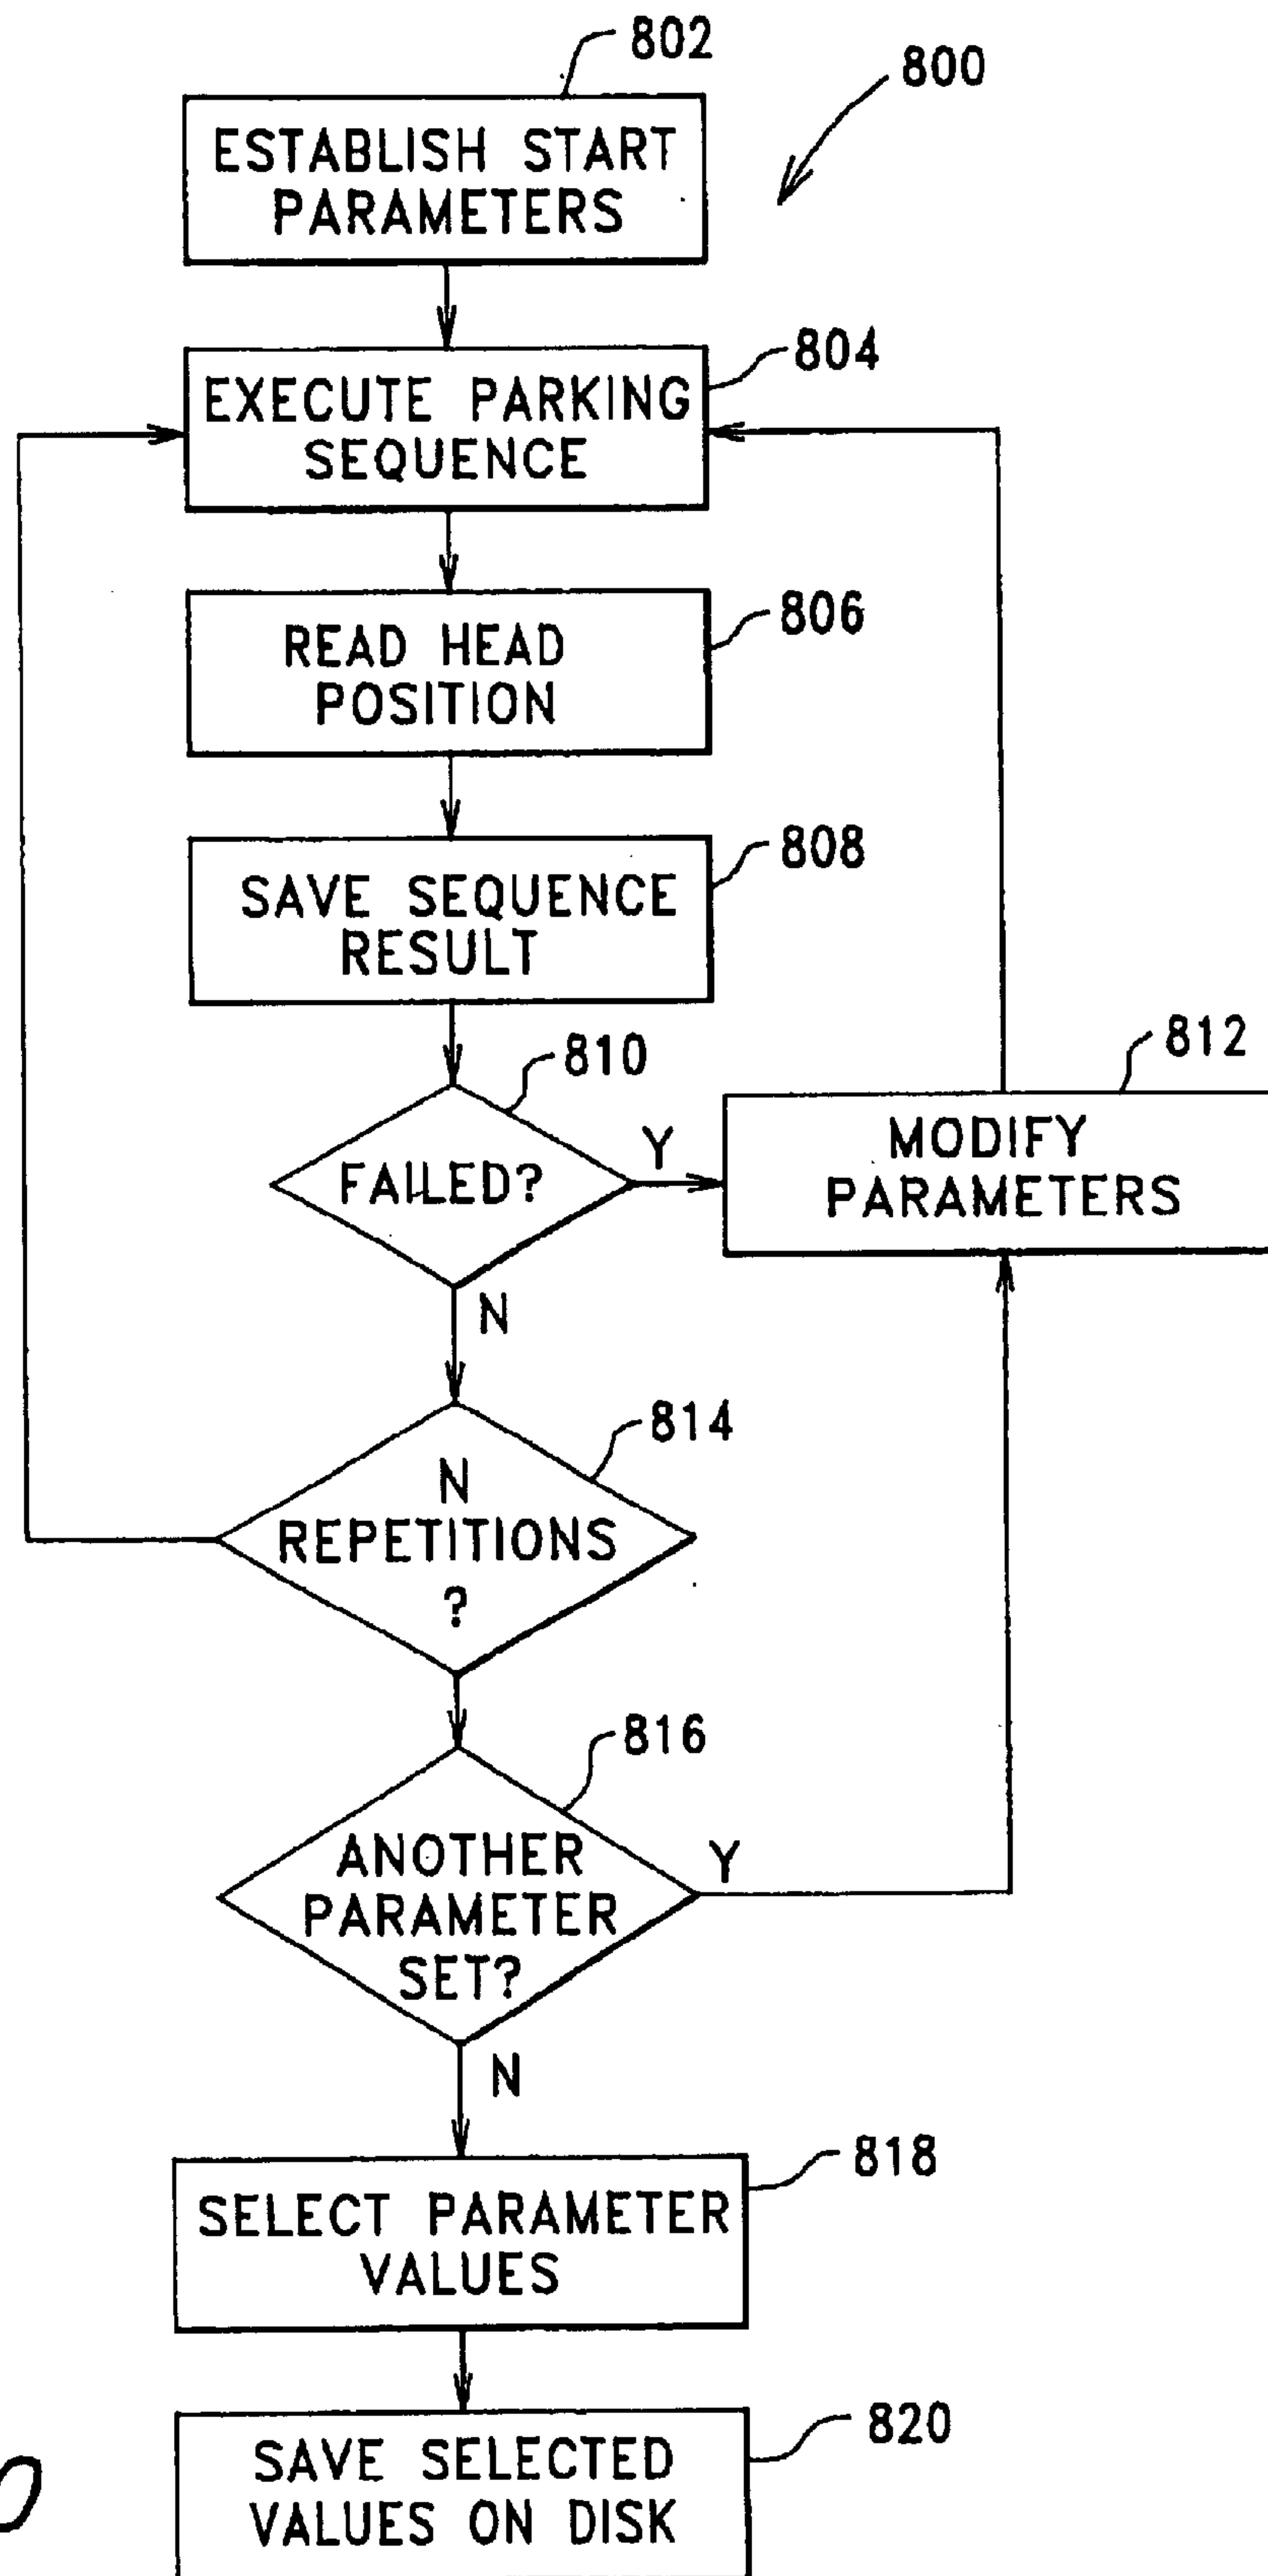 802
800
ESTABLISH START
PARAMETERS
804
EXECUTE PARKING
SEQUENCE
806
READ HEAD
POSITION
808
SAVE SEQUENCE
RESULT
810
FAILED?
Y
812
MODIFY
PARAMETERS
N
814
N
REPETITIONS
?
816
ANOTHER
PARAMETER
SET?
Y
N
818
SELECT PARAMETER
VALUES
820
SAVE SELECTED
VALUES ON DISK